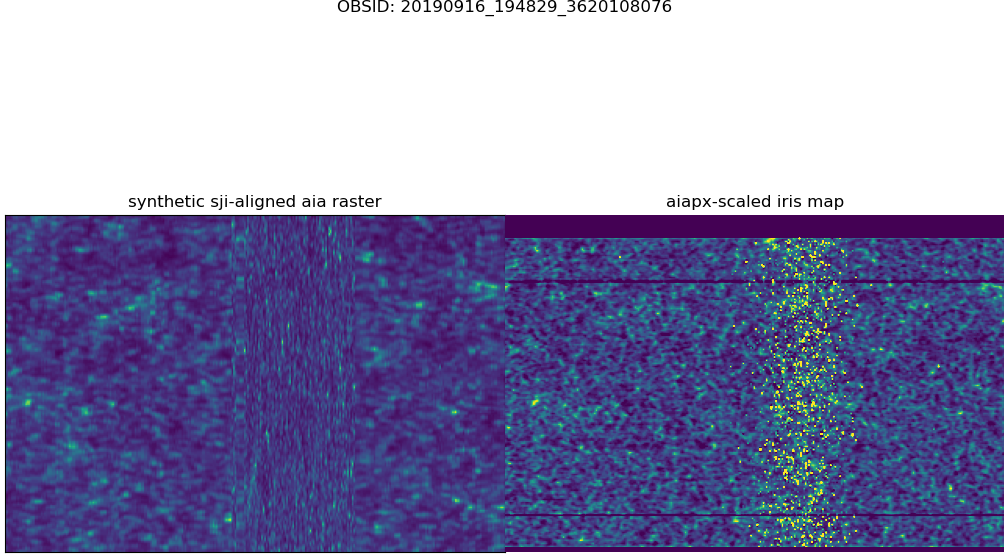 OBSID: 20190916_194829_3620108076
synthetic sji-aligned aia raster
aiapx-scaled iris map